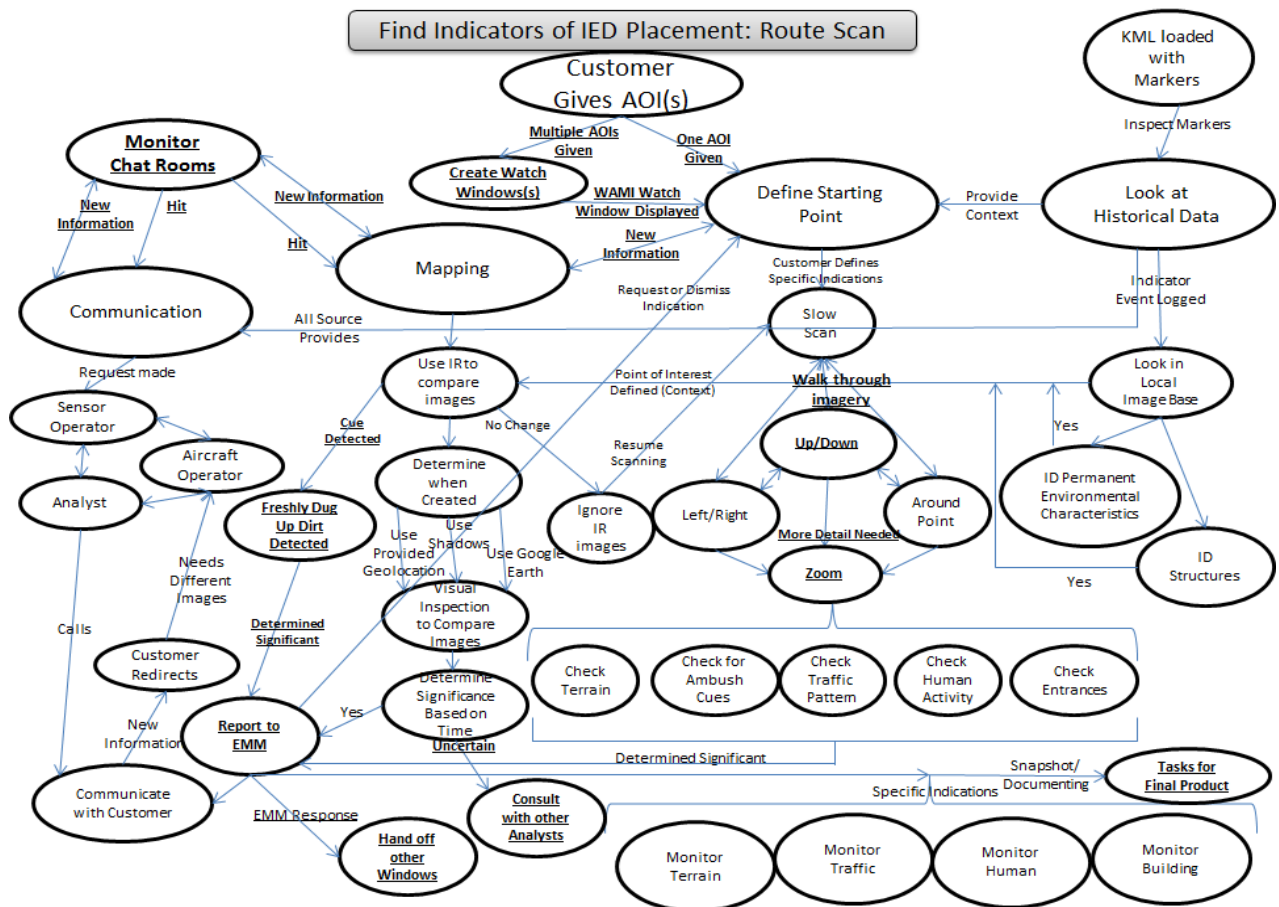 Find Indicators of IED Placement: Route Scan
KML loaded
with
Markers
Customer
Gives AOI(s)
Inspect Markers
Multiple AOIs
Given
One AOI
Given
Monitor
Chat Rooms
Create Watch
Windows(s)
WAMI Watch
Window Displayed
Define Starting
Point
Provide
Context
Look at
Historical Data
New
Information
Hit
New Information
Hit
New
Information
Mapping
Customer Defines
Specific Indications
Request or Dismiss
Indication
Indicator
Event Logged
Communication
All Source
Provides
Slow
Scan
Request made
Use IR to
compare
images
Point of Interest
Defined (Context)
Walk through
imagery
Look in
Local
Image Base
Sensor
Operator
Cue
Detected
No Change
Resume
Scanning
Up/Down
Yes
Aircraft
Operator
Determine
when
Created
ID Permanent
Environmental
Characteristics
Analyst
Freshly Dug
Up Dirt
Detected
Ignore
IR
images
Left/Right
Around
Point
Use
Provided
Geolocation
Use
Shadows
Use Google
Earth
More Detail Needed
Needs
Different
Images
Zoom
ID
Structures
Yes
Visual
Inspection
to Compare
Images
Calls
Determined
Significant
Customer
Redirects
Check
Terrain
Check for
Ambush
Cues
Check
Traffic
Pattern
Check
Human
Activity
Check
Entrances
Determine
Significance
Based on
Time
Yes
Report to
EMM
New
Information
Uncertain
Determined Significant
Communicate
with Customer
Snapshot/
Documenting
Tasks for
Final Product
Specific Indications
EMM Response
Consult
with other
Analysts
Hand off
other
Windows
Monitor
Terrain
Monitor
Traffic
Monitor
Human
Monitor
Building